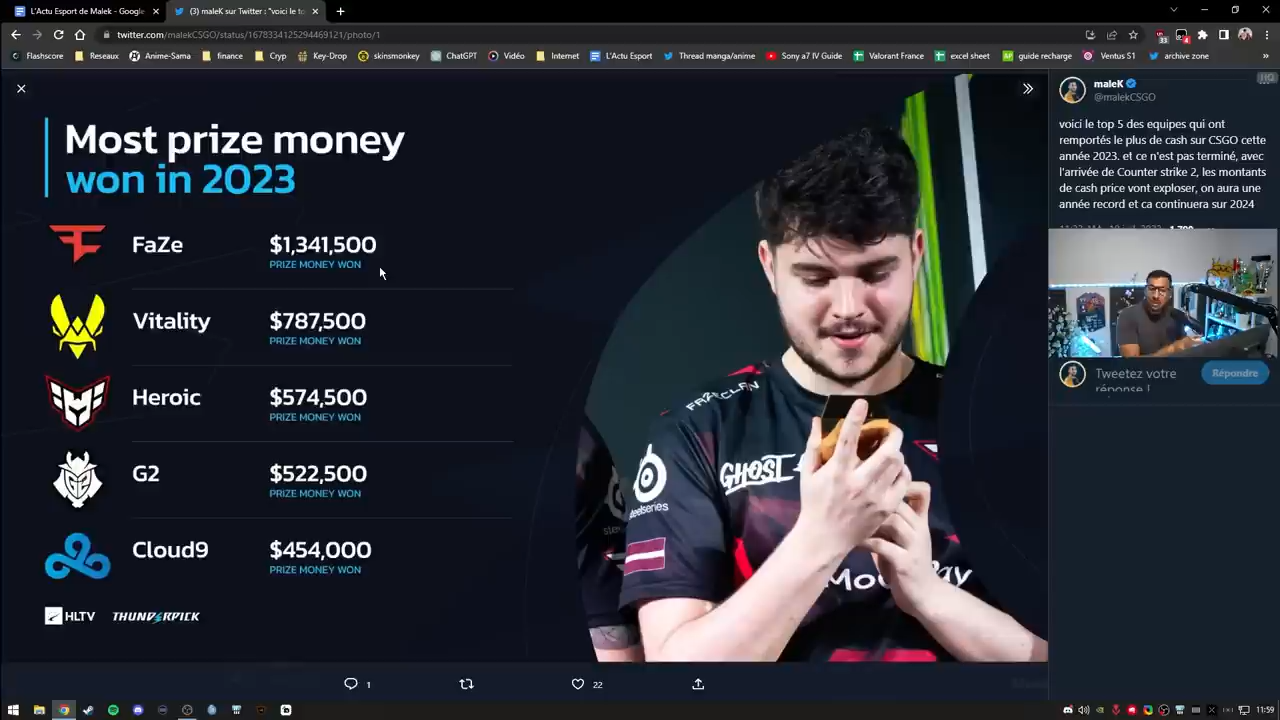 L'Actu Esport de Malek - Google
(3) maleK sur Twitter : "voici le to
twitter.com/malekCSGO/status/1678334125294469121/photo/1
Flashscore
Reseaux
Anime-Sama
finance
Cryp
Key-Drop
skinsmonkey
ChatGPT
Vidéo
Internet
L'Actu Esport
Thread manga/anime
Sony a7 IV Guide
Valorant France
excel sheet
guide recharge
Ventus S1
archive zone
Most prize money
won in 2023
FaZe
$1,341,500
PRIZE MONEY WON
Vitality
$787,500
PRIZE MONEY WON
Heroic
$574,500
PRIZE MONEY WON
G2
$522,500
PRIZE MONEY WON
Cloud9
$454,000
PRIZE MONEY WON
HLTV
THUNDERPICK
FAZE CLAN
GHOST
steelseries
1
22
maleK
@malekCSGO
HQ
voici le top 5 des equipes qui ont
remportés le plus de cash sur CSGO cette
année 2023. et ce n'est pas terminé, avec
l'arrivée de Counter strike 2, les montants
de cash price vont exploser, on aura une
année record et ca continuera sur 2024
Tweetez votre
réponse !
Répondre
11:59